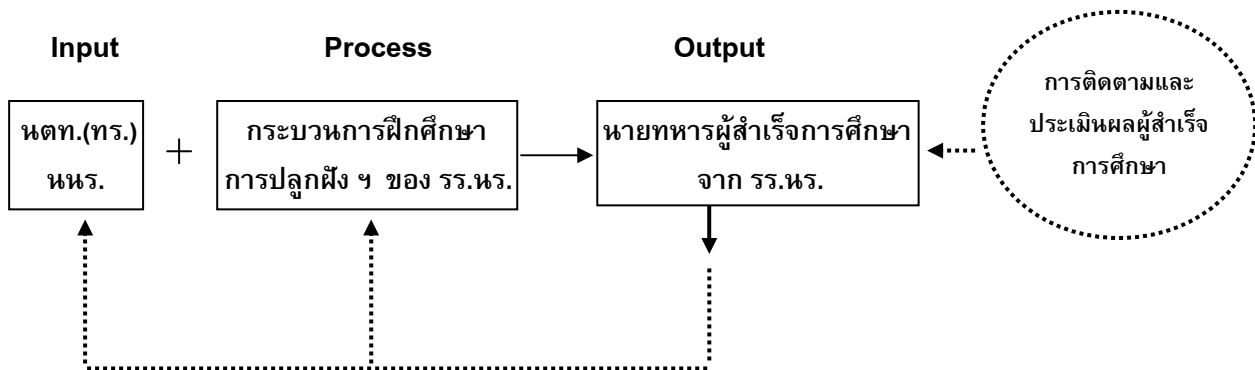 Input Process Output
นตท.(ทร.)
นนร.
+
กระบวนการฝึกศึกษา
การปลูกฝัง ฯ ของ รร.นร.
นายทหารผู้สำเร็จการศึกษา
จาก รร.นร.
การติดตามและ
ประเมินผลผู้สำเร็จ
การศึกษา